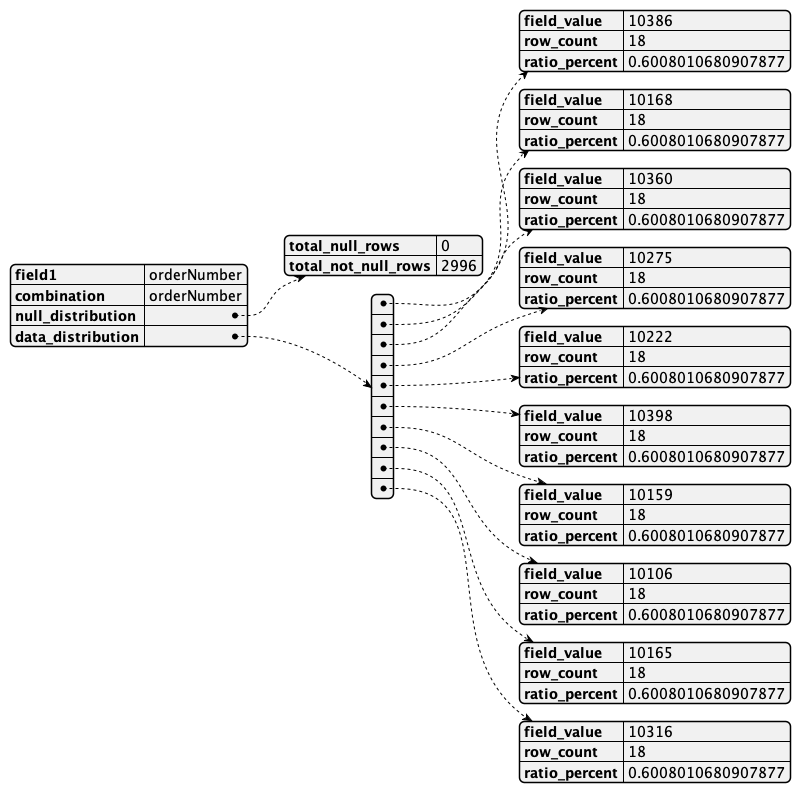 field1 orderNumber
combination orderNumber
null_distribution
data_distribution
total_null_rows 0
total_not_null_rows 2996
field_value 10386
row_count 18
ratio_percent 0.6008010680907877
field_value 10168
row_count 18
ratio_percent 0.6008010680907877
field_value 10360
row_count 18
ratio_percent 0.6008010680907877
field_value 10275
row_count 18
ratio_percent 0.6008010680907877
field_value 10222
row_count 18
ratio_percent 0.6008010680907877
field_value 10398
row_count 18
ratio_percent 0.6008010680907877
field_value 10159
row_count 18
ratio_percent 0.6008010680907877
field_value 10106
row_count 18
ratio_percent 0.6008010680907877
field_value 10165
row_count 18
ratio_percent 0.6008010680907877
field_value 10316
row_count 18
ratio_percent 0.6008010680907877